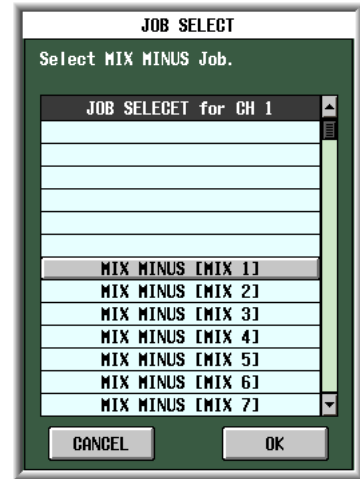 JOB SELECT
Select MIX MINUS Job.
JOB SELECET for CH 1
MIX MINUS [MIX 1]
MIX MINUS [MIX 2]
MIX MINUS [MIX 3]
MIX MINUS [MIX 4]
MIX MINUS [MIX 5]
MIX MINUS [MIX 6]
MIX MINUS [MIX 7]
CANCEL OK